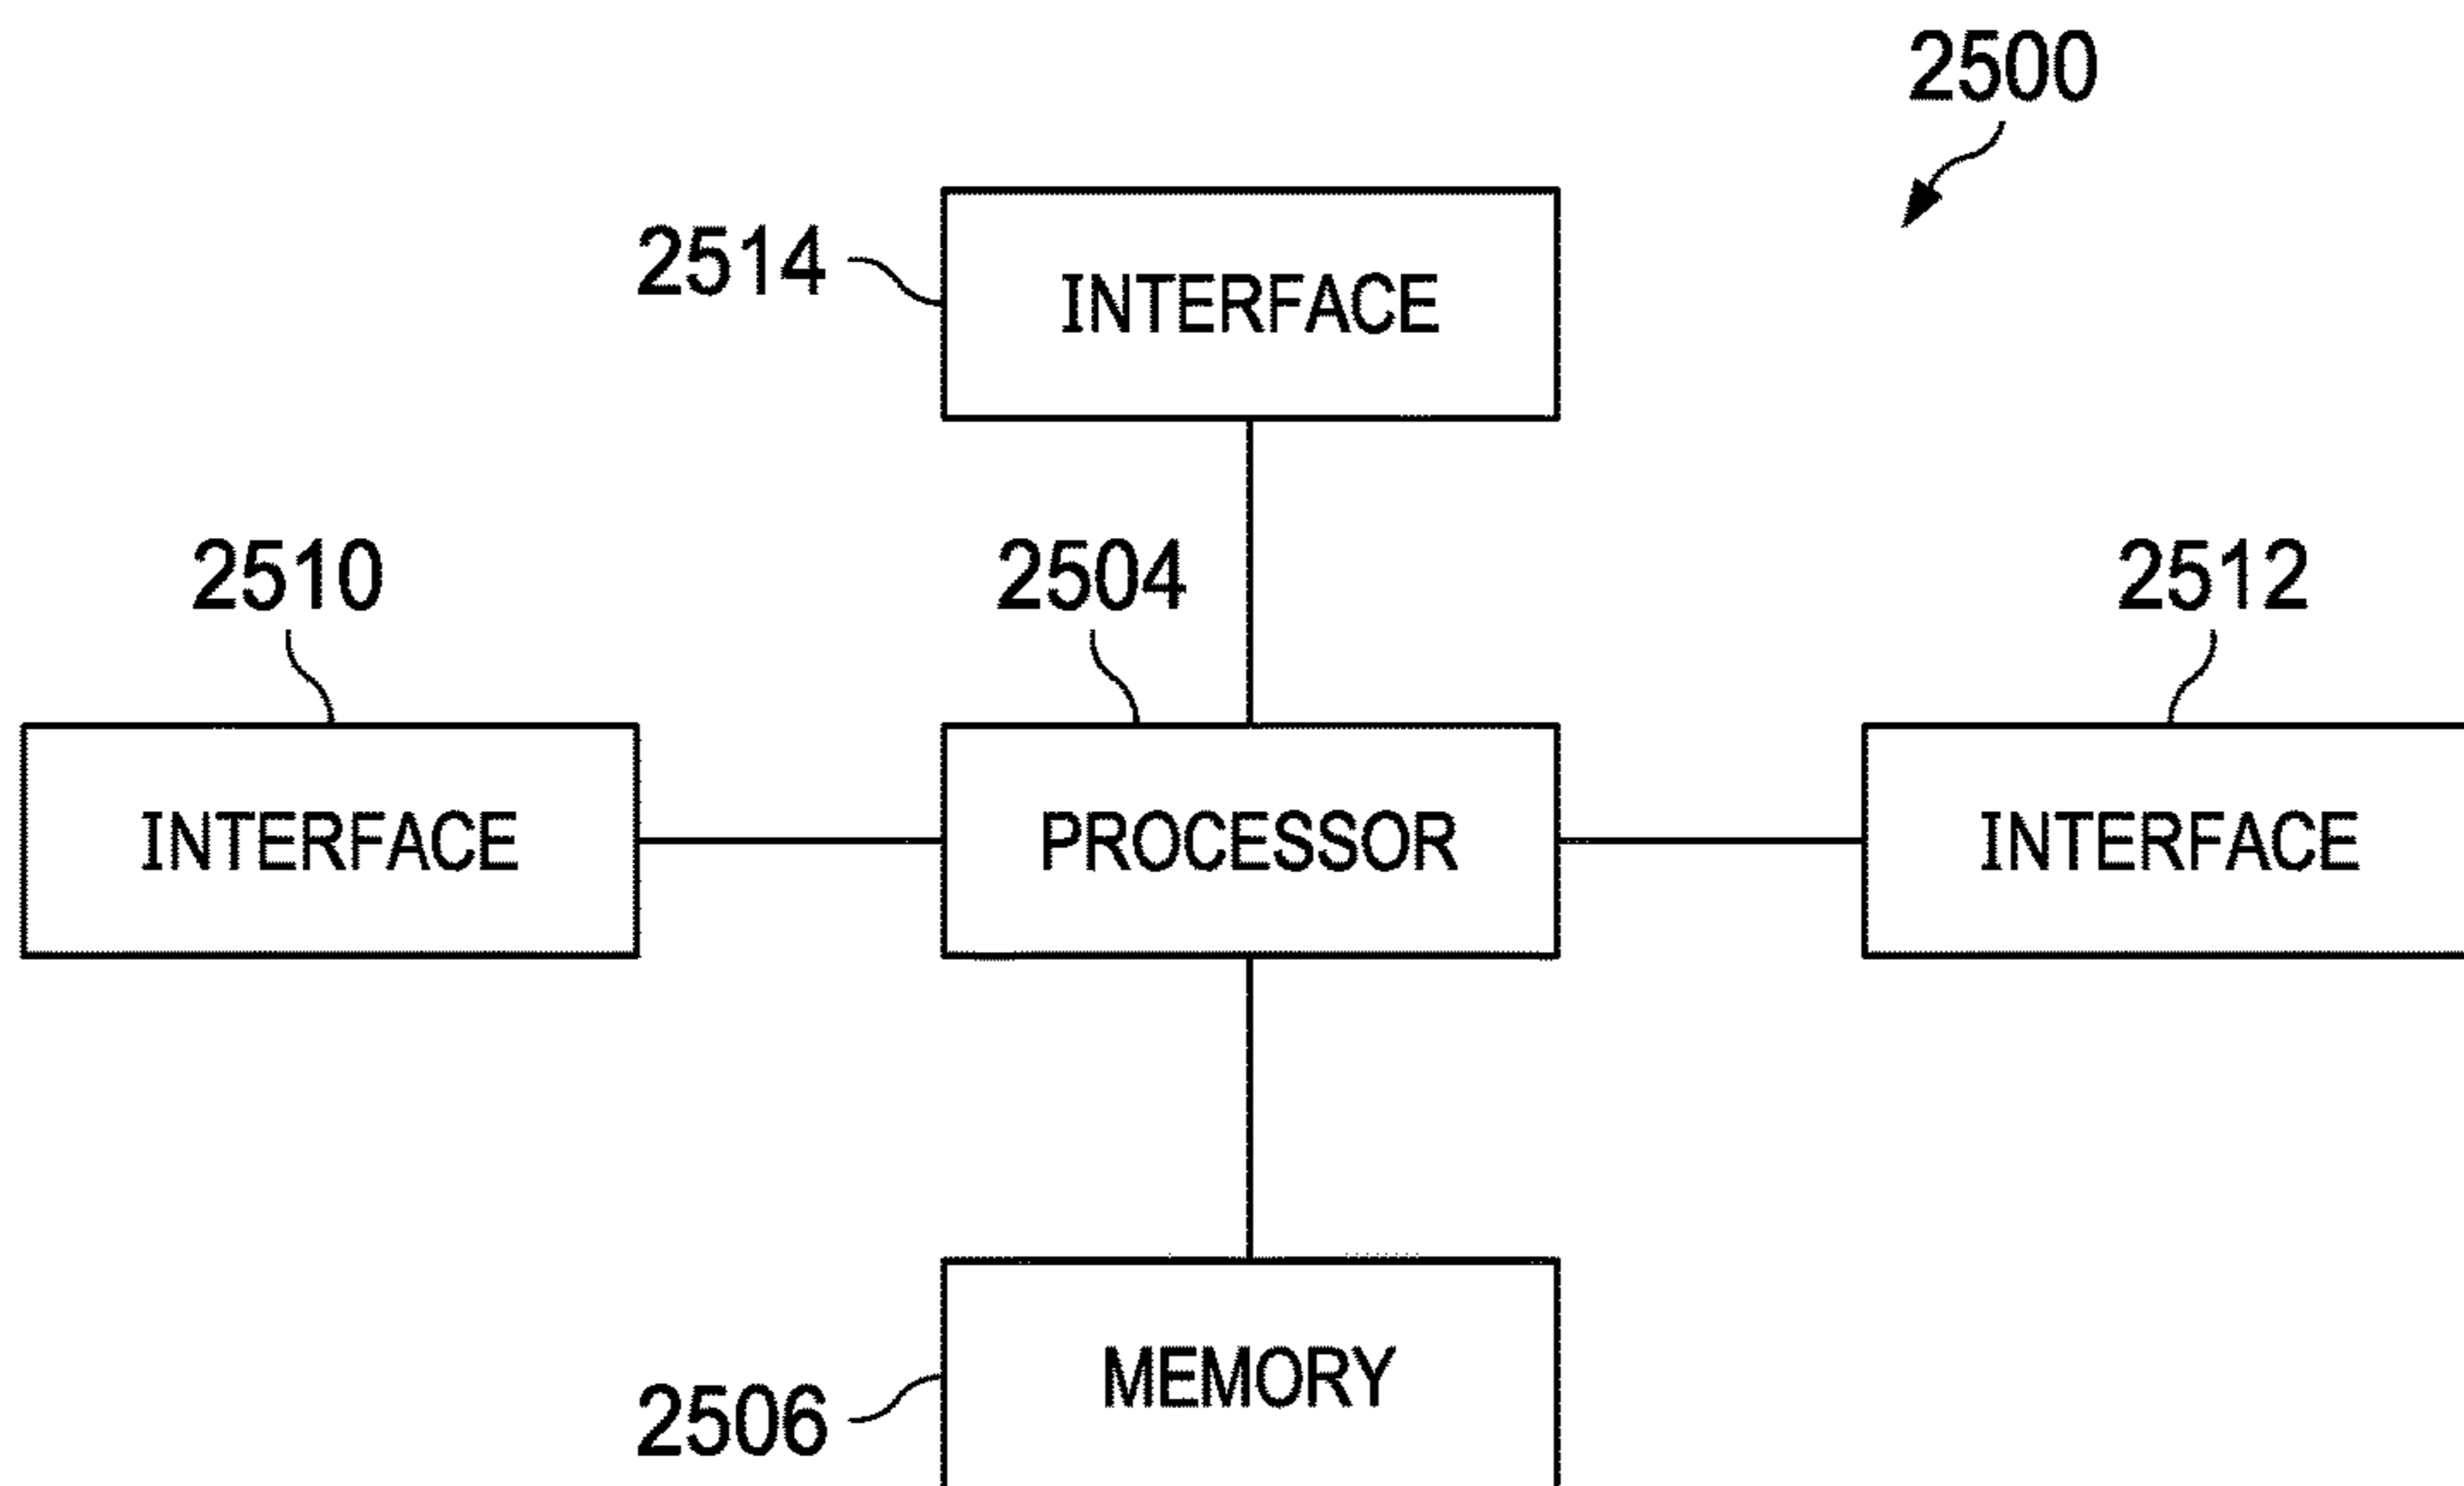 2500
2514
INTERFACE
2510
2504
2512
INTERFACE
PROCESSOR
INTERFACE
MEMORY
2506